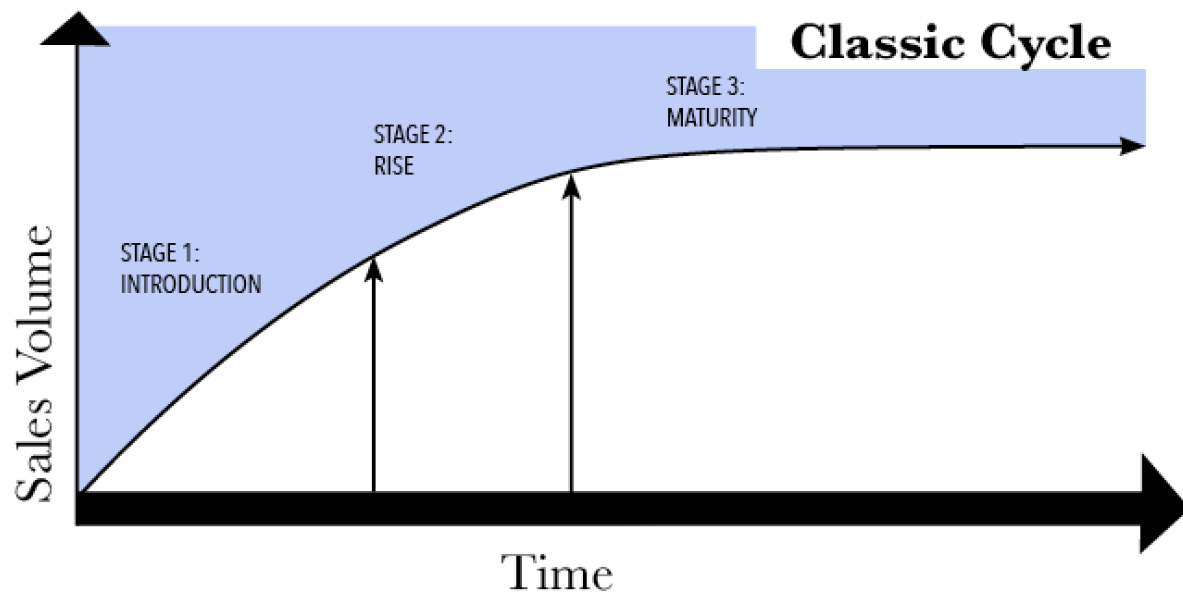 Classic Cycle
STAGE 3:
MATURITY
STAGE 2:
RISE
STAGE 1:
INTRODUCTION
Sales Volume
Time